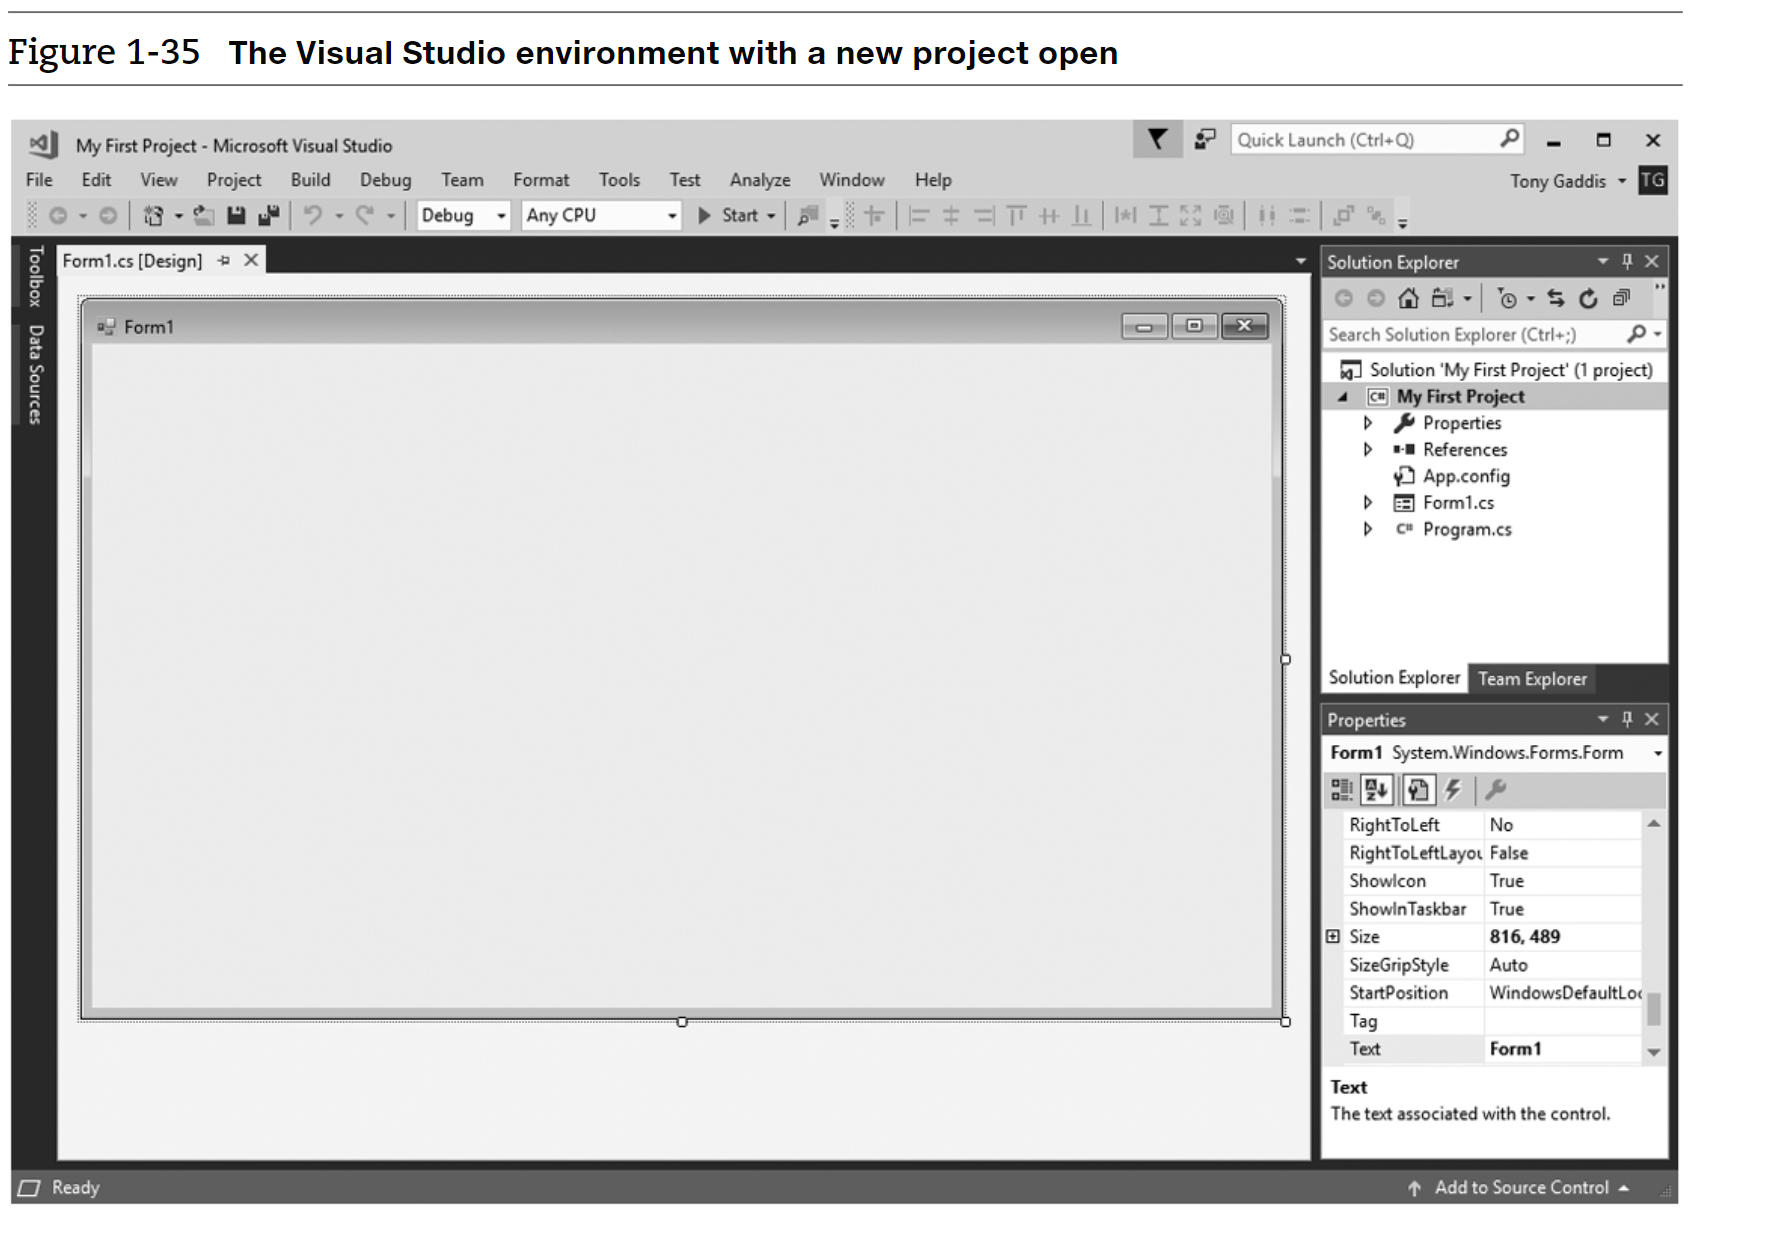 Figure 1-35 The Visual Studio environment with a new project open
My First Project - Microsoft Visual Studio
Quick Launch (Ctrl+Q)
File Edit View Project Build Debug Team Format Tools Test Analyze Window Help
Tony Gaddis TG
Debug Any CPU Start
Toolbox
Data Sources
Form1.cs [Design]
Form1
Solution Explorer
Search Solution Explorer (Ctrl+;)
Solution 'My First Project' (1 project)
C# My First Project
Properties
References
App.config
Form1.cs
C# Program.cs
Solution Explorer Team Explorer
Properties
Form1 System.Windows.Forms.Form
RightToLeft No
RightToLeftLayou False
ShowIcon True
ShowInTaskbar True
Size 816, 489
SizeGripStyle Auto
StartPosition WindowsDefaultLoc
Tag
Text Form1
Text
The text associated with the control.
Ready
Add to Source Control